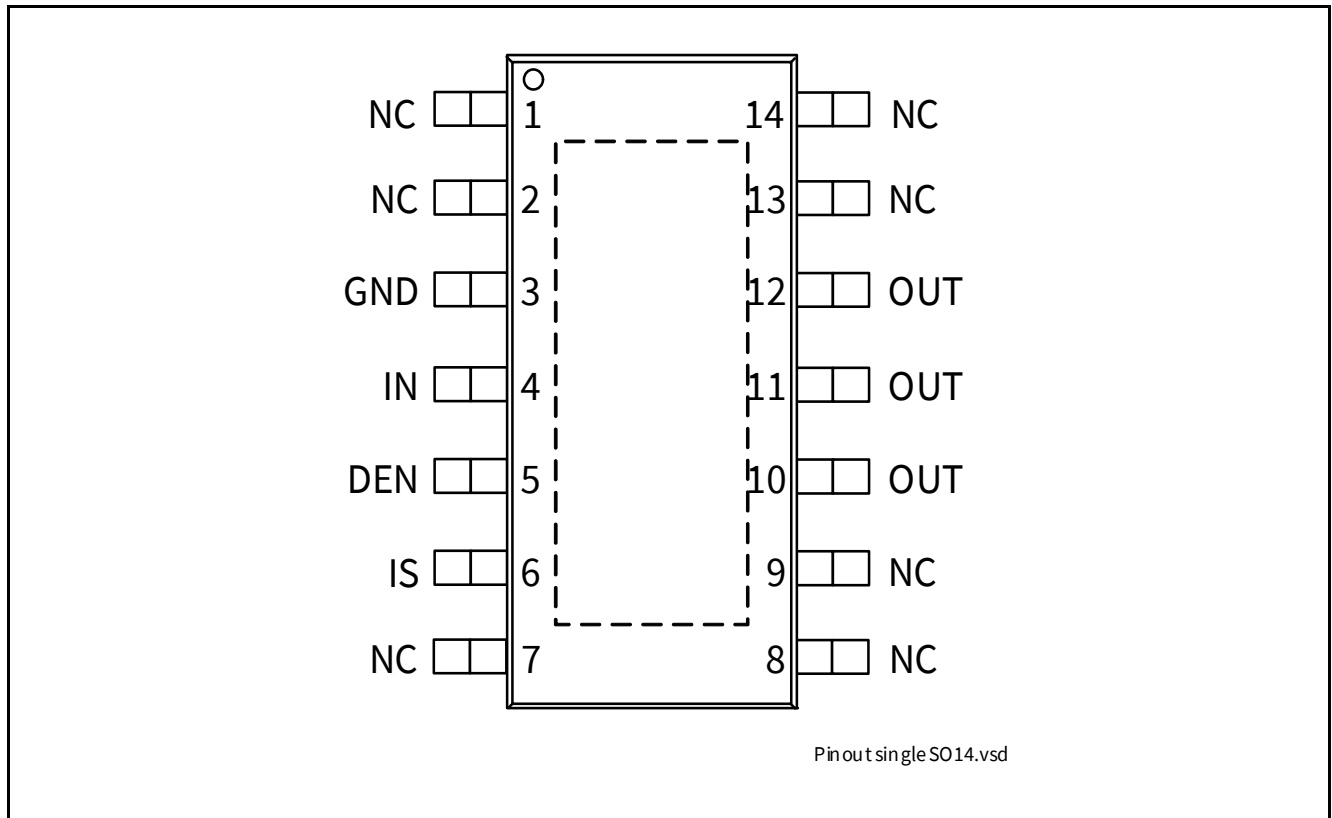 NC 1 14 NC
NC 2 13 NC
GND 3 12 OUT
IN 4 11 OUT
DEN 5 10 OUT
IS 6 9 NC
NC 7 8 NC
Pinout single SO14.vsd